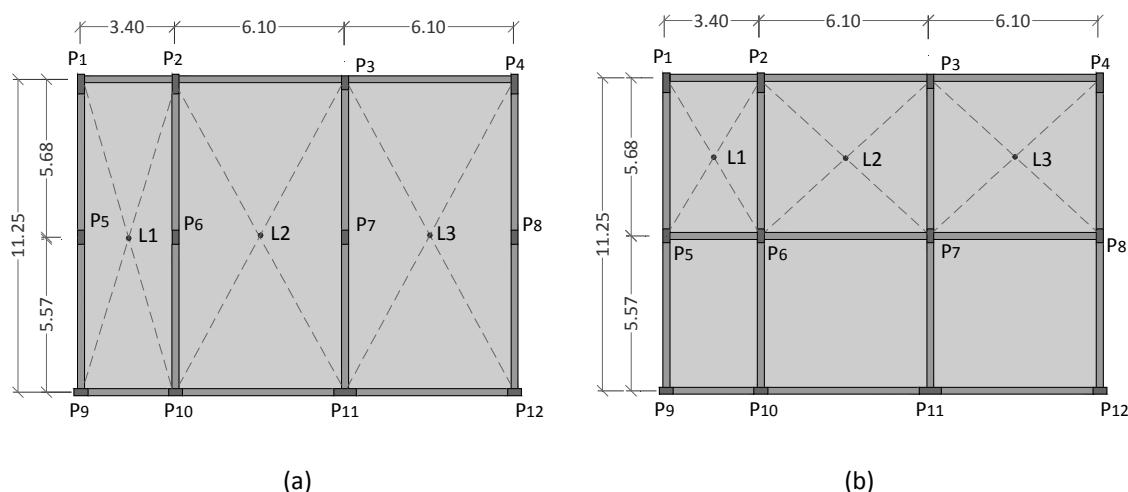 3.40 6.10 6.10
P1 P2 P3 P4
5.68
11.25
5.57
P5 L1 P6 L2 P7 L3 P8
P9 P10 P11 P12
(a)
3.40 6.10 6.10
P1 P2 P3 P4
5.68
11.25
5.57
L1 L2 L3
P5 P6 P7 P8
P9 P10 P11 P12
(b)